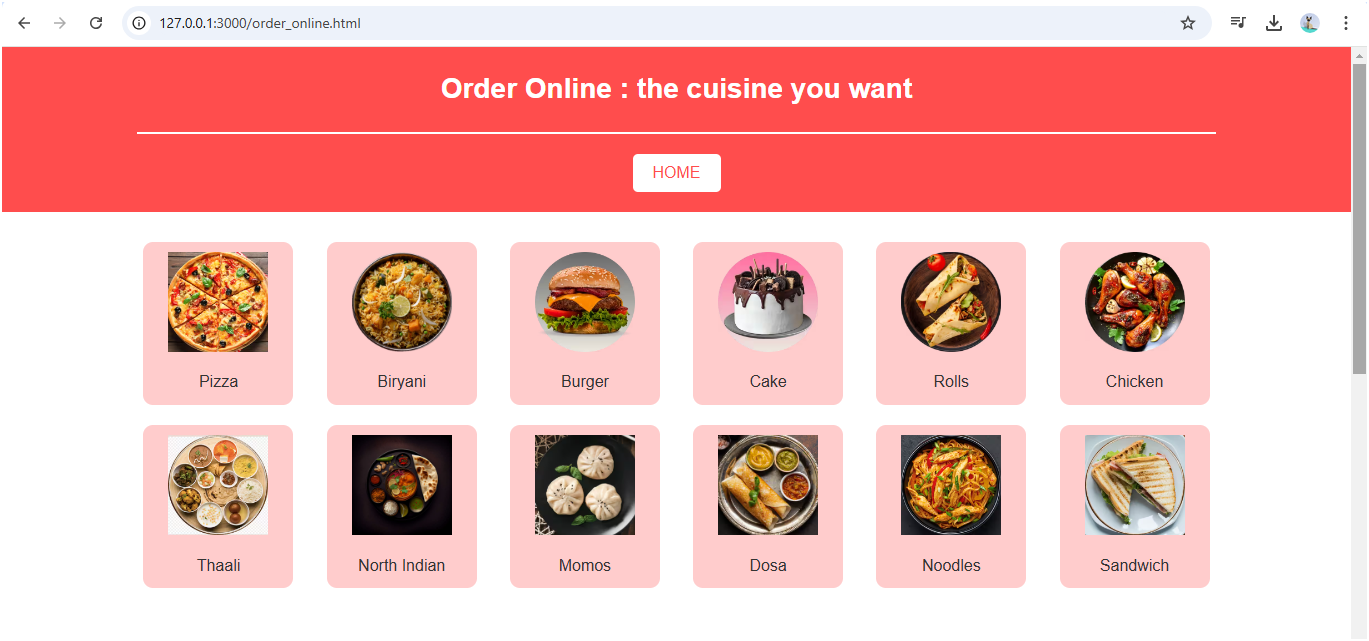 127.0.0.1:3000/order_online.html
Order Online : the cuisine you want
HOME
Pizza Biryani Burger Cake Rolls Chicken
Thaali North Indian Momos Dosa Noodles Sandwich